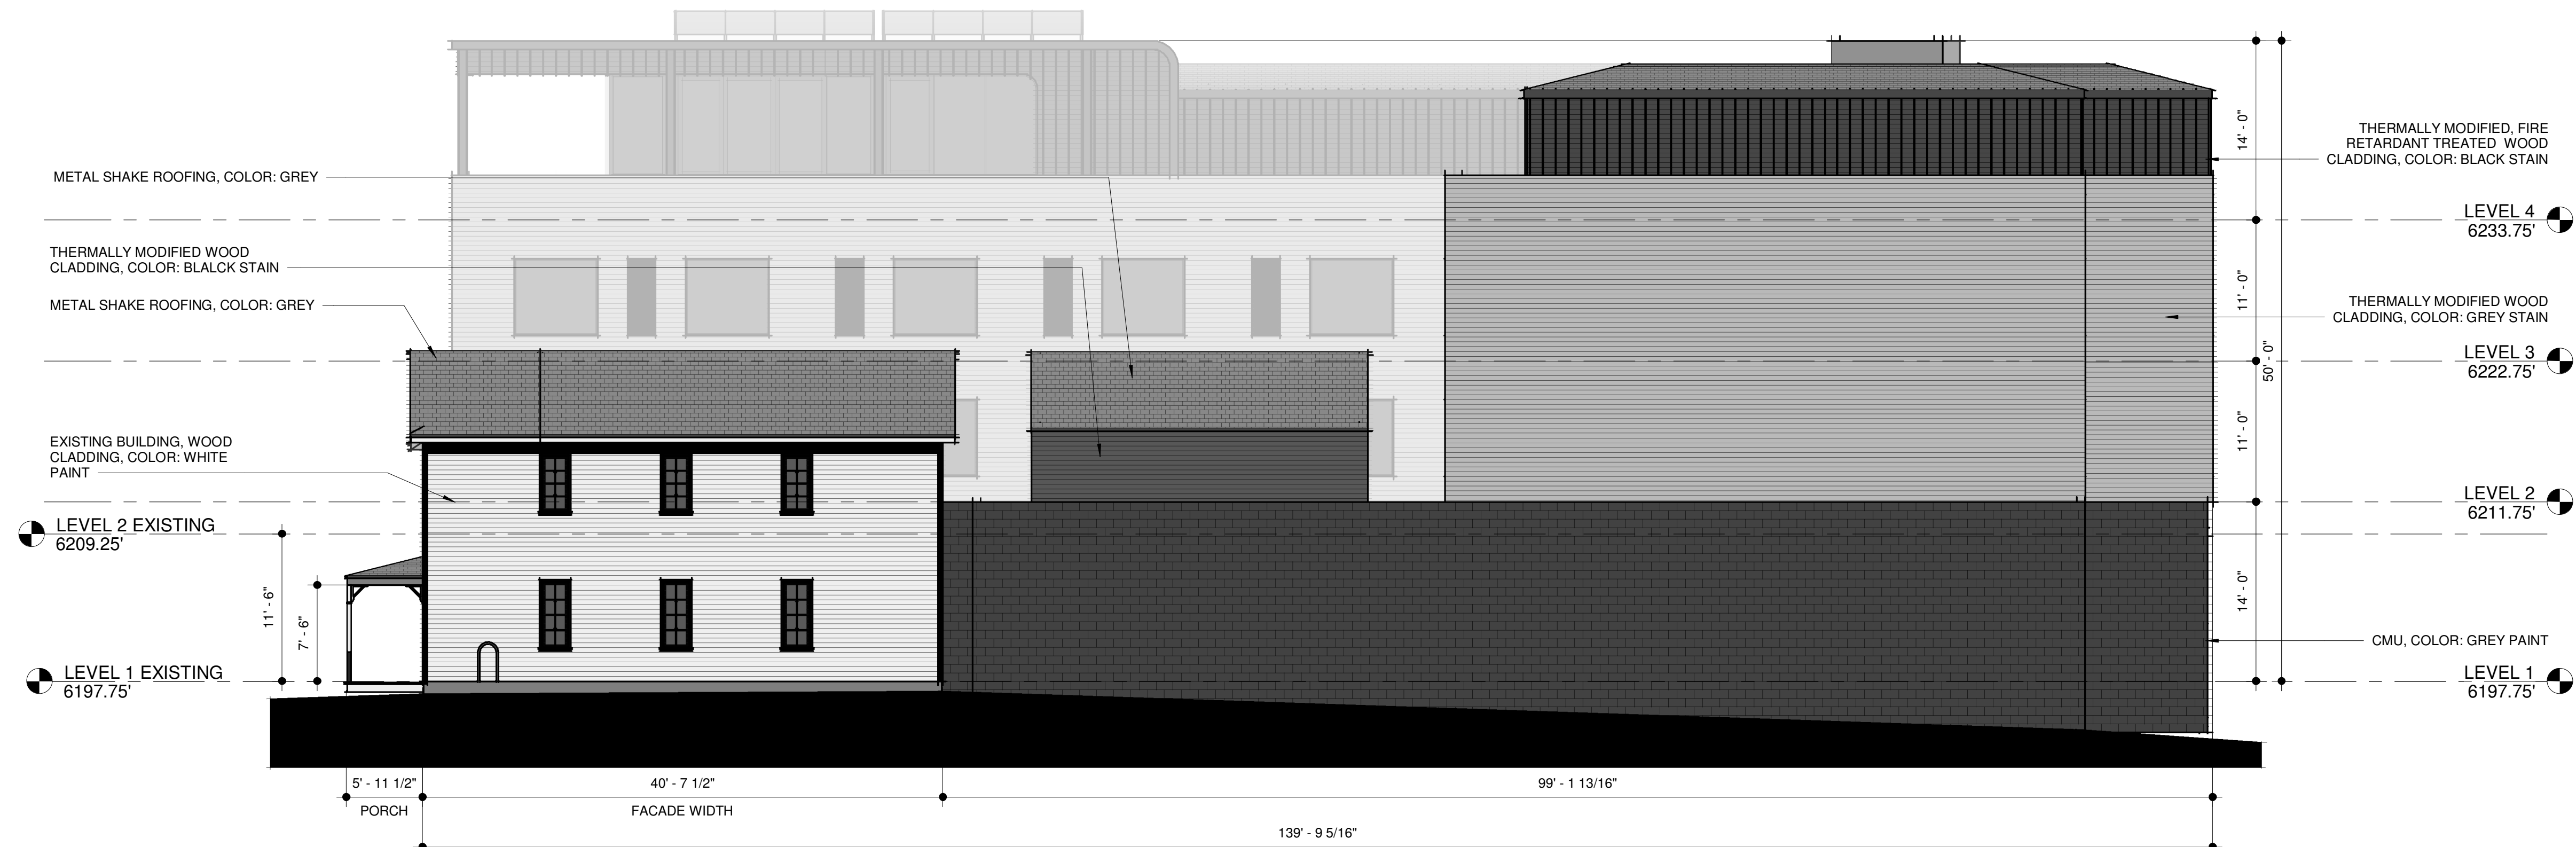 METAL SHAKE ROOFING, COLOR: GREY
THERMALLY MODIFIED WOOD
CLADDING, COLOR: BLALCK STAIN
METAL SHAKE ROOFING, COLOR: GREY
EXISTING BUILDING, WOOD
CLADDING, COLOR: WHITE
PAINT
LEVEL 2 EXISTING
6209.25'
LEVEL 1 EXISTING
6197.75'
11' - 6"
7' - 6"
THERMALLY MODIFIED, FIRE
RETARDANT TREATED WOOD
CLADDING, COLOR: BLACK STAIN
LEVEL 4
6233.75'
THERMALLY MODIFIED WOOD
CLADDING, COLOR: GREY STAIN
LEVEL 3
6222.75'
LEVEL 2
6211.75'
CMU, COLOR: GREY PAINT
LEVEL 1
6197.75'
14' - 0"
11' - 0"
11' - 0"
14' - 0"
50' - 0"
5' - 11 1/2"
40' - 7 1/2"
99' - 1 13/16"
PORCH
FACADE WIDTH
139' - 9 5/16"